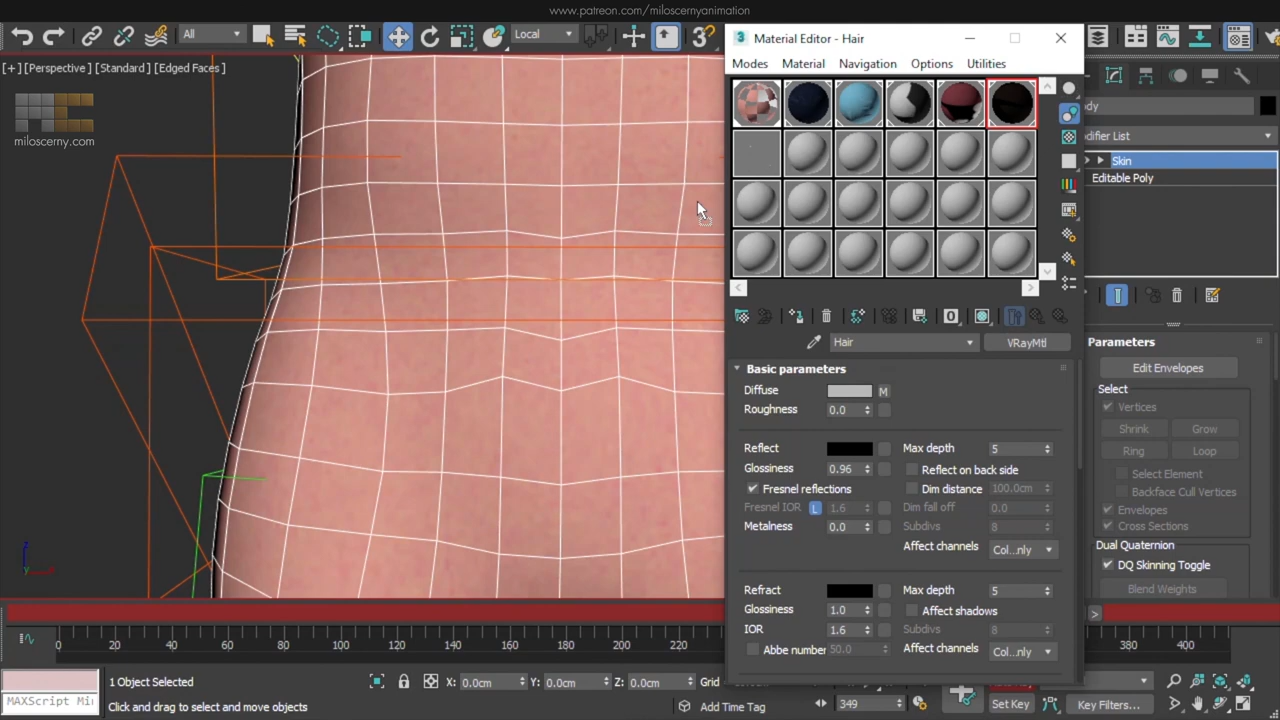 www.patreon.com/miloscernyanimation
All
Local
[+] [Perspective] [Standard] [Edged Faces]
miloscerny.com
3 Material Editor - Hair
Modes Material Navigation Options Utilities
Hair
VRayMtl
Basic parameters
Diffuse M
Roughness 0.0
Reflect Max depth 5
Glossiness 0.96 Reflect on back side
Fresnel reflections Dim distance 100.0cm
Fresnel IOR L 1.6 Dim fall off 0.0
Metalness 0.0 Subdivs 8
Affect channels Col...nly
Refract Max depth 5
Glossiness 1.0 Affect shadows
IOR 1.6 Subdivs 8
Abbe number 50.0 Affect channels Col...nly
ody
difier List
Skin
Editable Poly
Parameters
Edit Envelopes
Select
Vertices
Shrink Grow
Ring Loop
Select Element
Backface Cull Vertices
Envelopes
Cross Sections
Dual Quaternion
DQ Skinning Toggle
Blend Weights
0 20 40 60 80 100 120 140 160 180 200 220 380 400
1 Object Selected X: 0.0cm Y: 0.0cm Z: 0.0cm Grid
MAXScript Mi
Click and drag to select and move objects Add Time Tag
349 Set Key Key Filters...